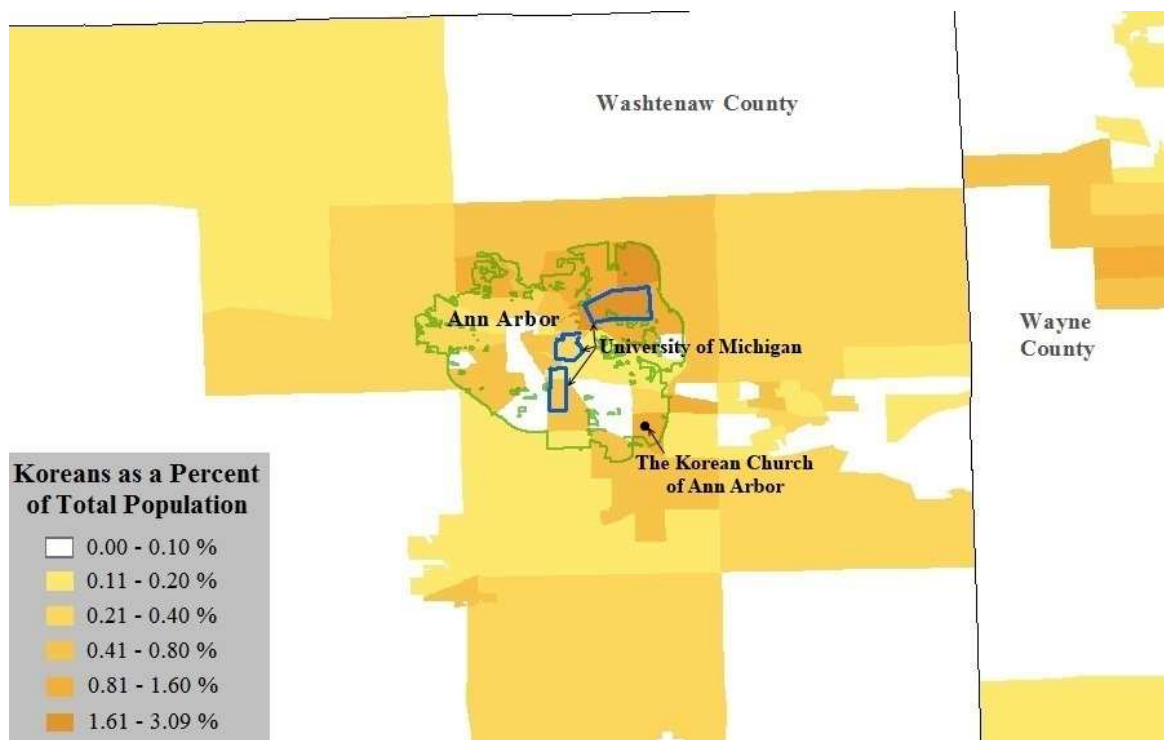 Washtenaw County
Wayne
County
Ann Arbor
University of Michigan
The Korean Church
of Ann Arbor
Koreans as a Percent
of Total Population
0.00 - 0.10 %
0.11 - 0.20 %
0.21 - 0.40 %
0.41 - 0.80 %
0.81 - 1.60 %
1.61 - 3.09 %